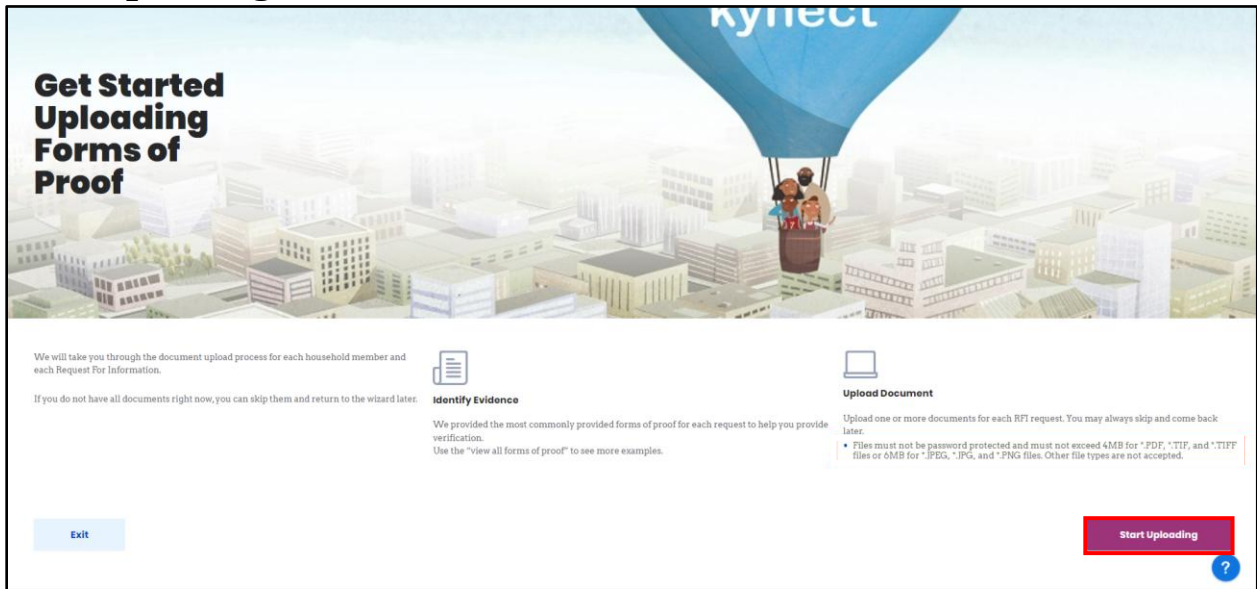 kynect
Get Started
Uploading
Forms of
Proof
We will take you through the document upload process for each household member and
each Request For Information.
If you do not have all documents right now, you can skip them and return to the wizard later.
Identify Evidence
We provided the most commonly provided forms of proof for each request to help you provide
verification.
Use the "view all forms of proof" to see more examples.
Upload Document
Upload one or more documents for each RFI request. You may always skip and come back
later.
• Files must not be password protected and must not exceed 4MB for *.PDF, *.TIF, and *.TIFF
files or 6MB for *.JPEG, *.JPG, and *.PNG files. Other file types are not accepted.
Exit
Start Uploading
?